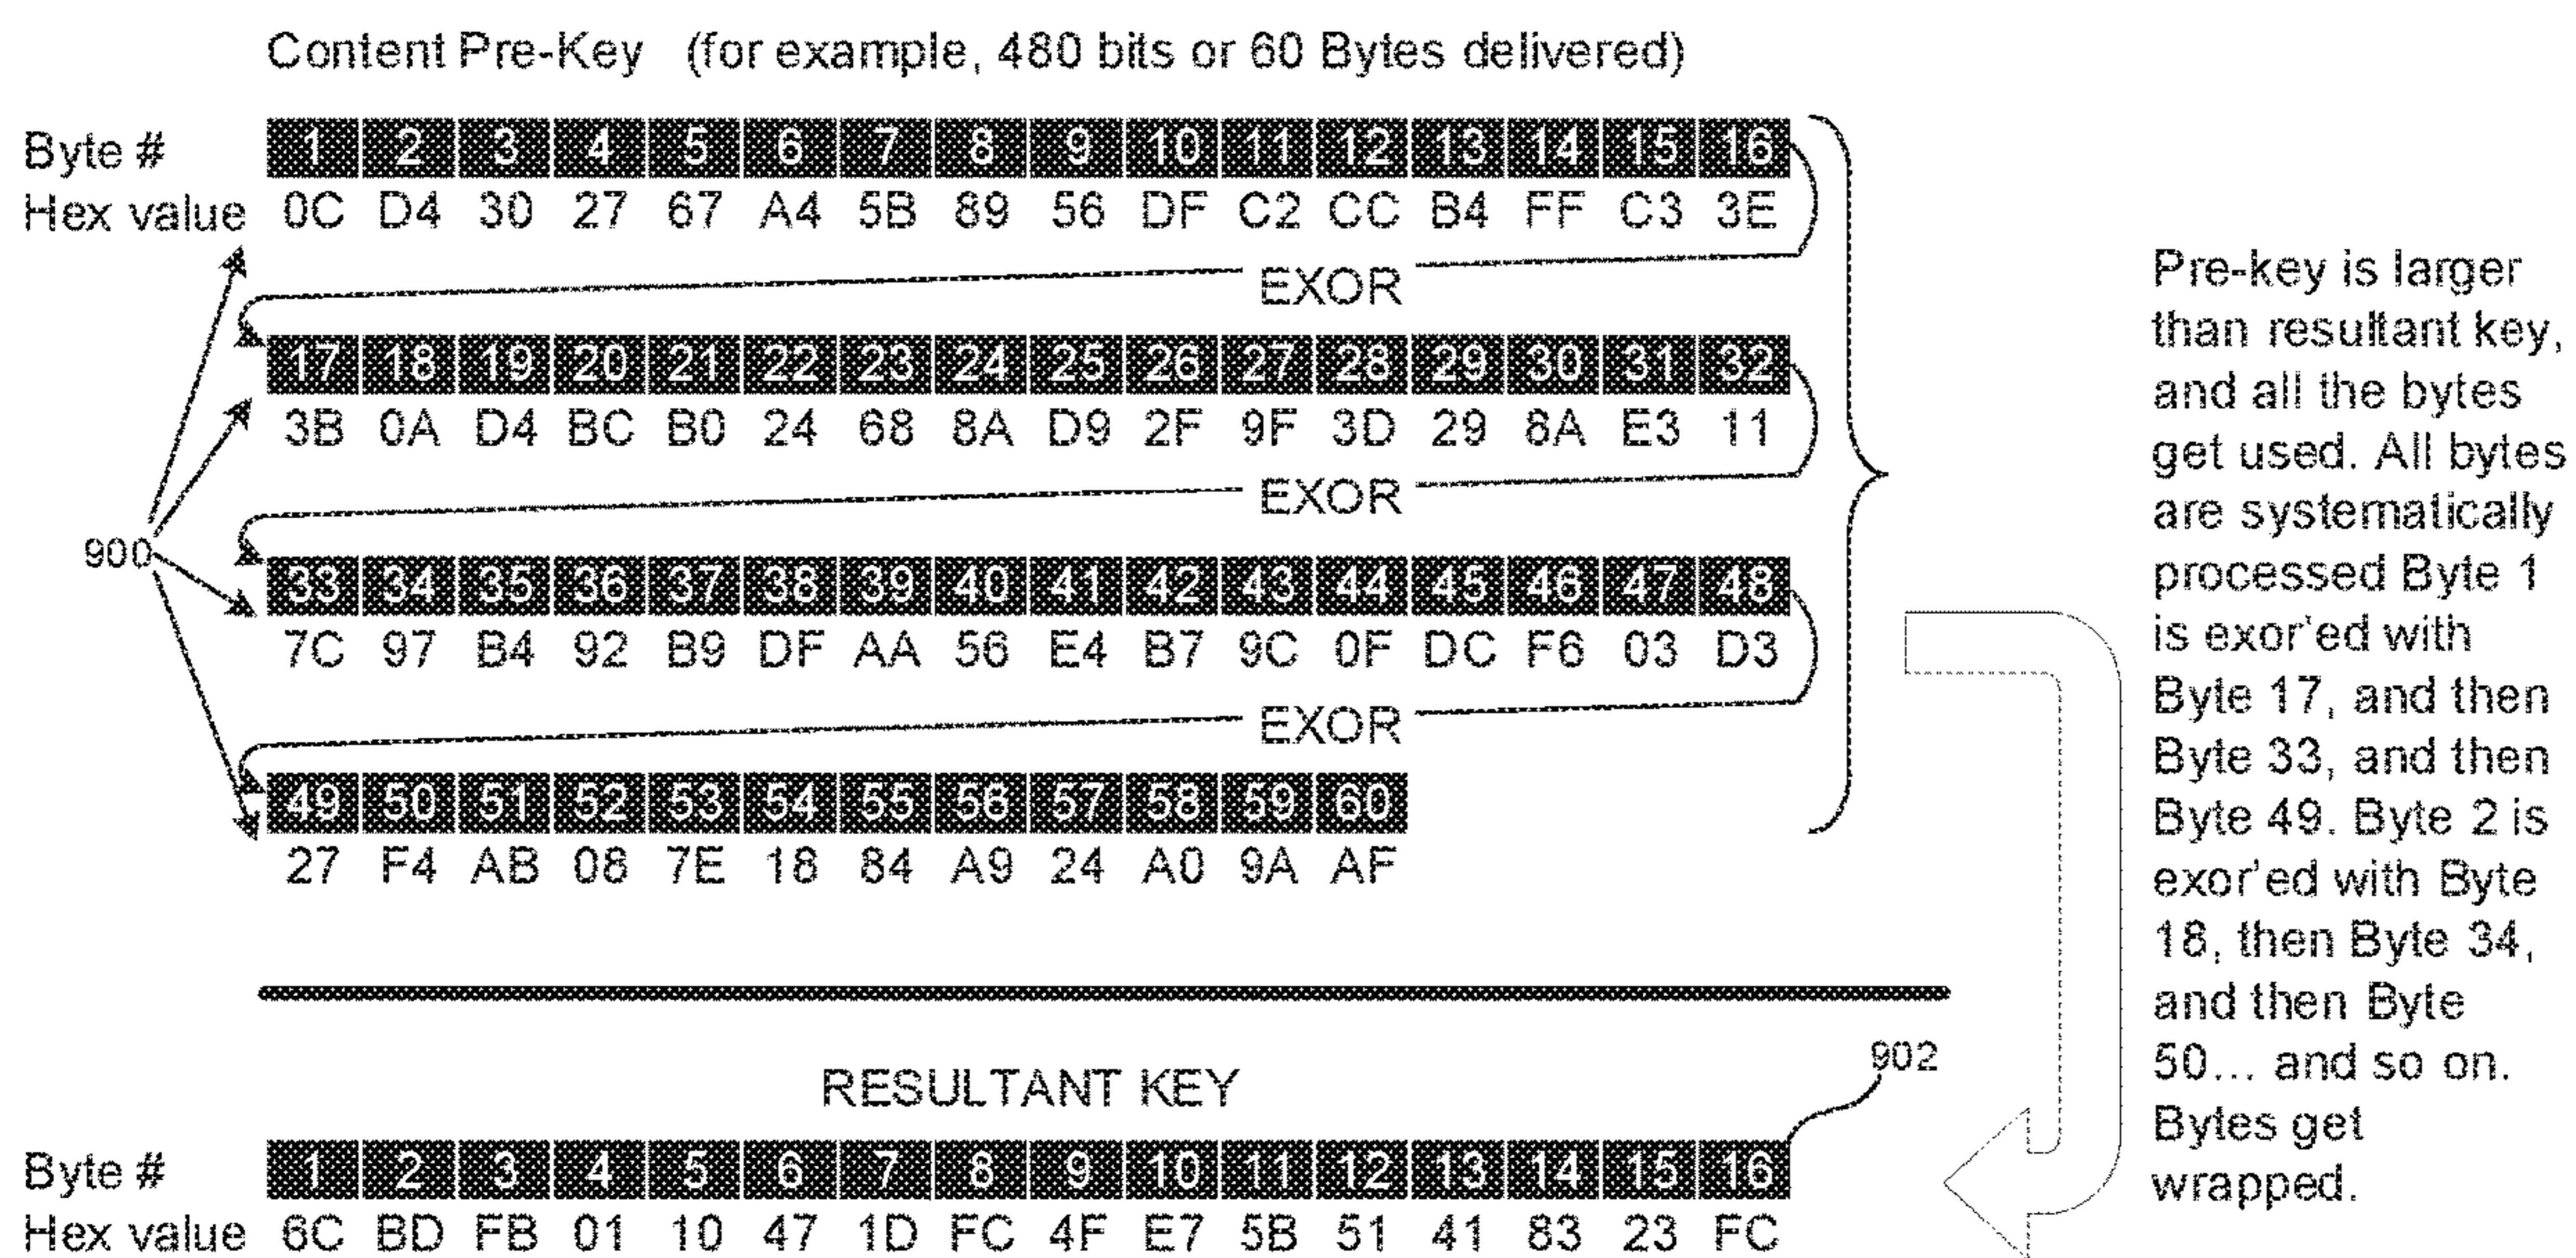 Content Pre-Key (for example, 480 bits or 60 Bytes delivered)
Byte # 1 2 3 4 5 6 7 8 9 10 11 12 13 14 15 16
Hex value 0C D4 30 27 67 A4 5B 89 56 DF C2 CC B4 FF C3 3E
EXOR
17 18 19 20 21 22 23 24 25 26 27 28 29 30 31 32
3B 0A D4 BC B0 24 68 8A D9 2F 9F 3D 29 8A E3 11
EXOR
900
33 34 35 36 37 38 39 40 41 42 43 44 45 46 47 48
7C 97 B4 92 B9 DF AA 56 E4 B7 9C 0F DC F6 03 D3
EXOR
49 50 51 52 53 54 55 56 57 58 59 60
27 F4 AB 08 7E 18 84 A9 24 A0 9A AF
RESULTANT KEY
902
Byte # 1 2 3 4 5 6 7 8 9 10 11 12 13 14 15 16
Hex value 6C BD FB 01 10 47 1D FC 4F E7 5B 51 41 83 23 FC
Pre-key is larger
than resultant key,
and all the bytes
get used. All bytes
are systematically
processed Byte 1
is exor'ed with
Byte 17, and then
Byte 33, and then
Byte 49. Byte 2 is
exor'ed with Byte
18, then Byte 34,
and then Byte
50... and so on.
Bytes get
wrapped.